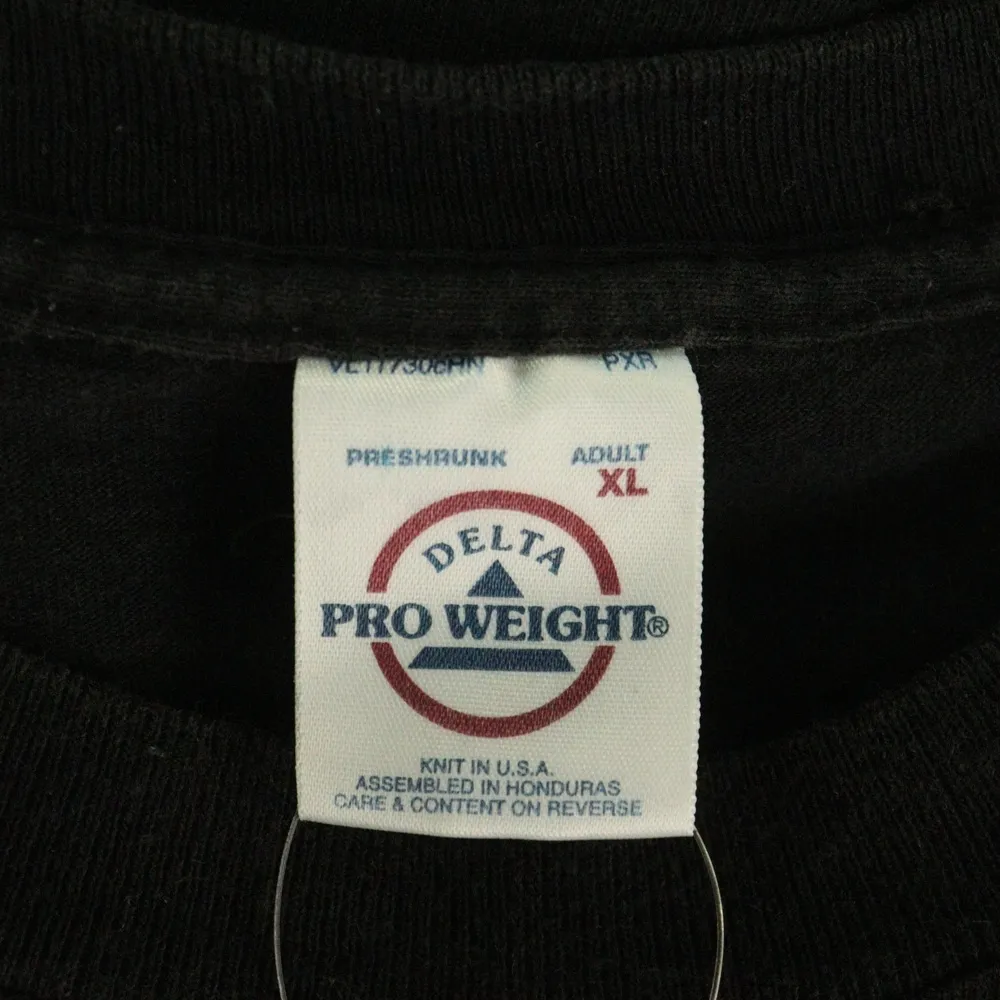 PXR
PRESHRUNK ADULT
XL
DELTA
PRO WEIGHT®
KNIT IN U.S.A.
ASSEMBLED IN HONDURAS
CARE & CONTENT ON REVERSE